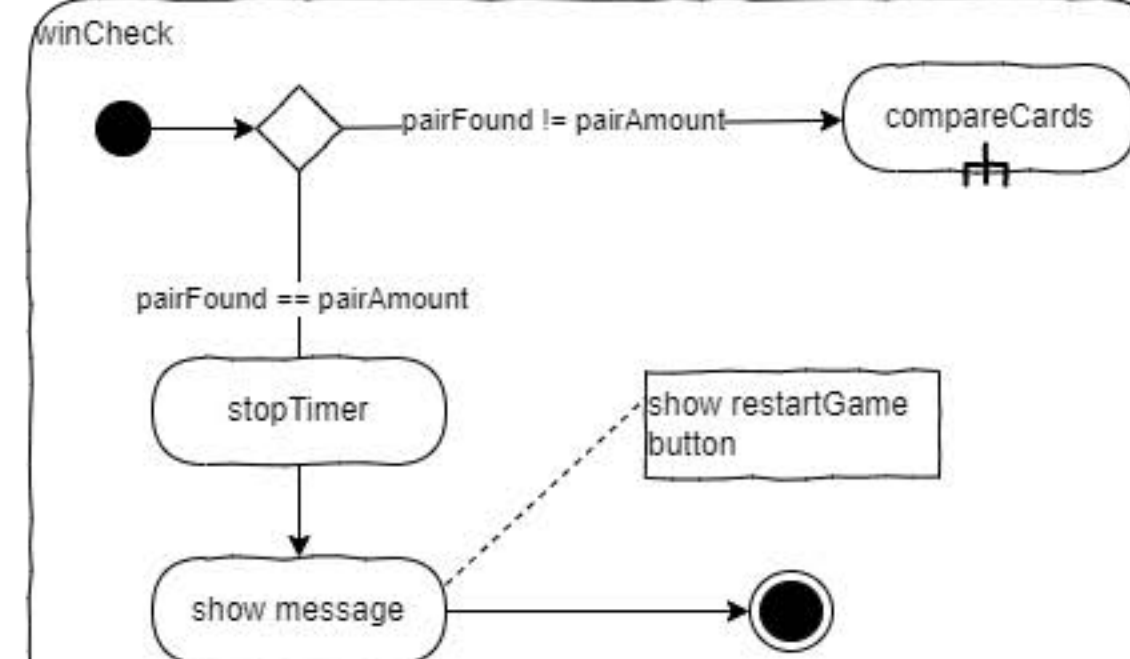 winCheck
pairFound != pairAmount
compareCards
pairFound == pairAmount
stopTimer
show restartGame
button
show message